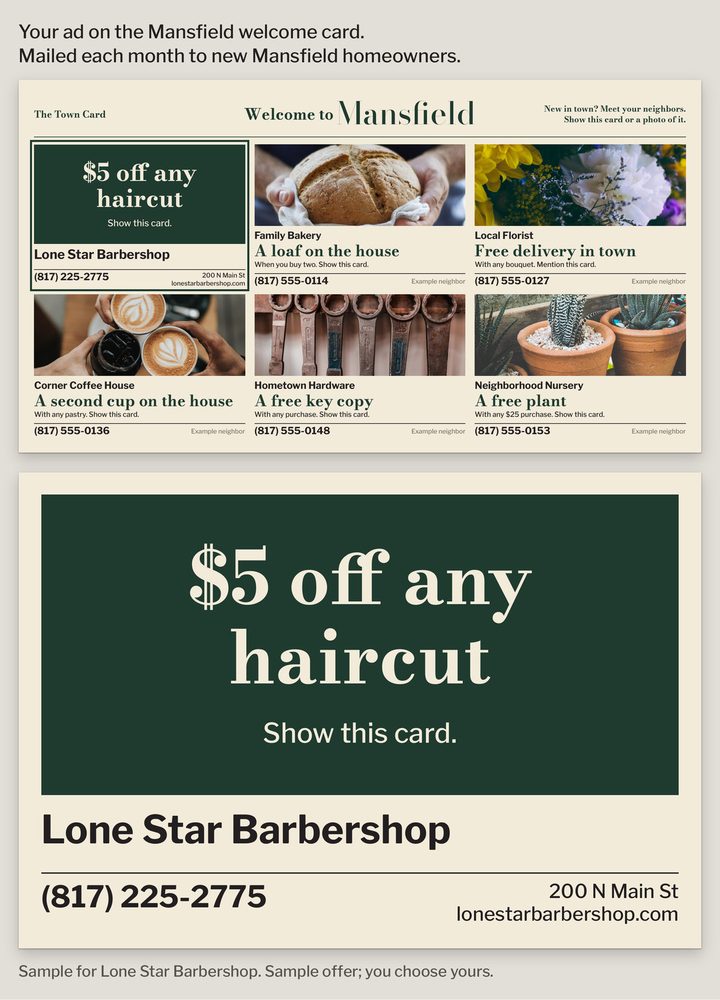 Your ad on the Mansfield welcome card.
Mailed each month to new Mansfield homeowners.
The Town Card
Welcome to Mansfield
New in town? Meet your neighbors.
Show this card or a photo of it.
$5 off any
haircut
Show this card.
Lone Star Barbershop
(817) 225-2775
200 N Main St
lonestarbarbershop.com
Family Bakery
A loaf on the house
When you buy two. Show this card.
(817) 555-0114
Example neighbor
Local Florist
Free delivery in town
With any bouquet. Mention this card.
(817) 555-0127
Example neighbor
Corner Coffee House
A second cup on the house
With any pastry. Show this card.
(817) 555-0136
Example neighbor
Hometown Hardware
A free key copy
With any purchase. Show this card.
(817) 555-0148
Example neighbor
Neighborhood Nursery
A free plant
With any $25 purchase. Show this card.
(817) 555-0153
Example neighbor
$5 off any
haircut
Show this card.
Lone Star Barbershop
(817) 225-2775
200 N Main St
lonestarbarbershop.com
Sample for Lone Star Barbershop. Sample offer; you choose yours.